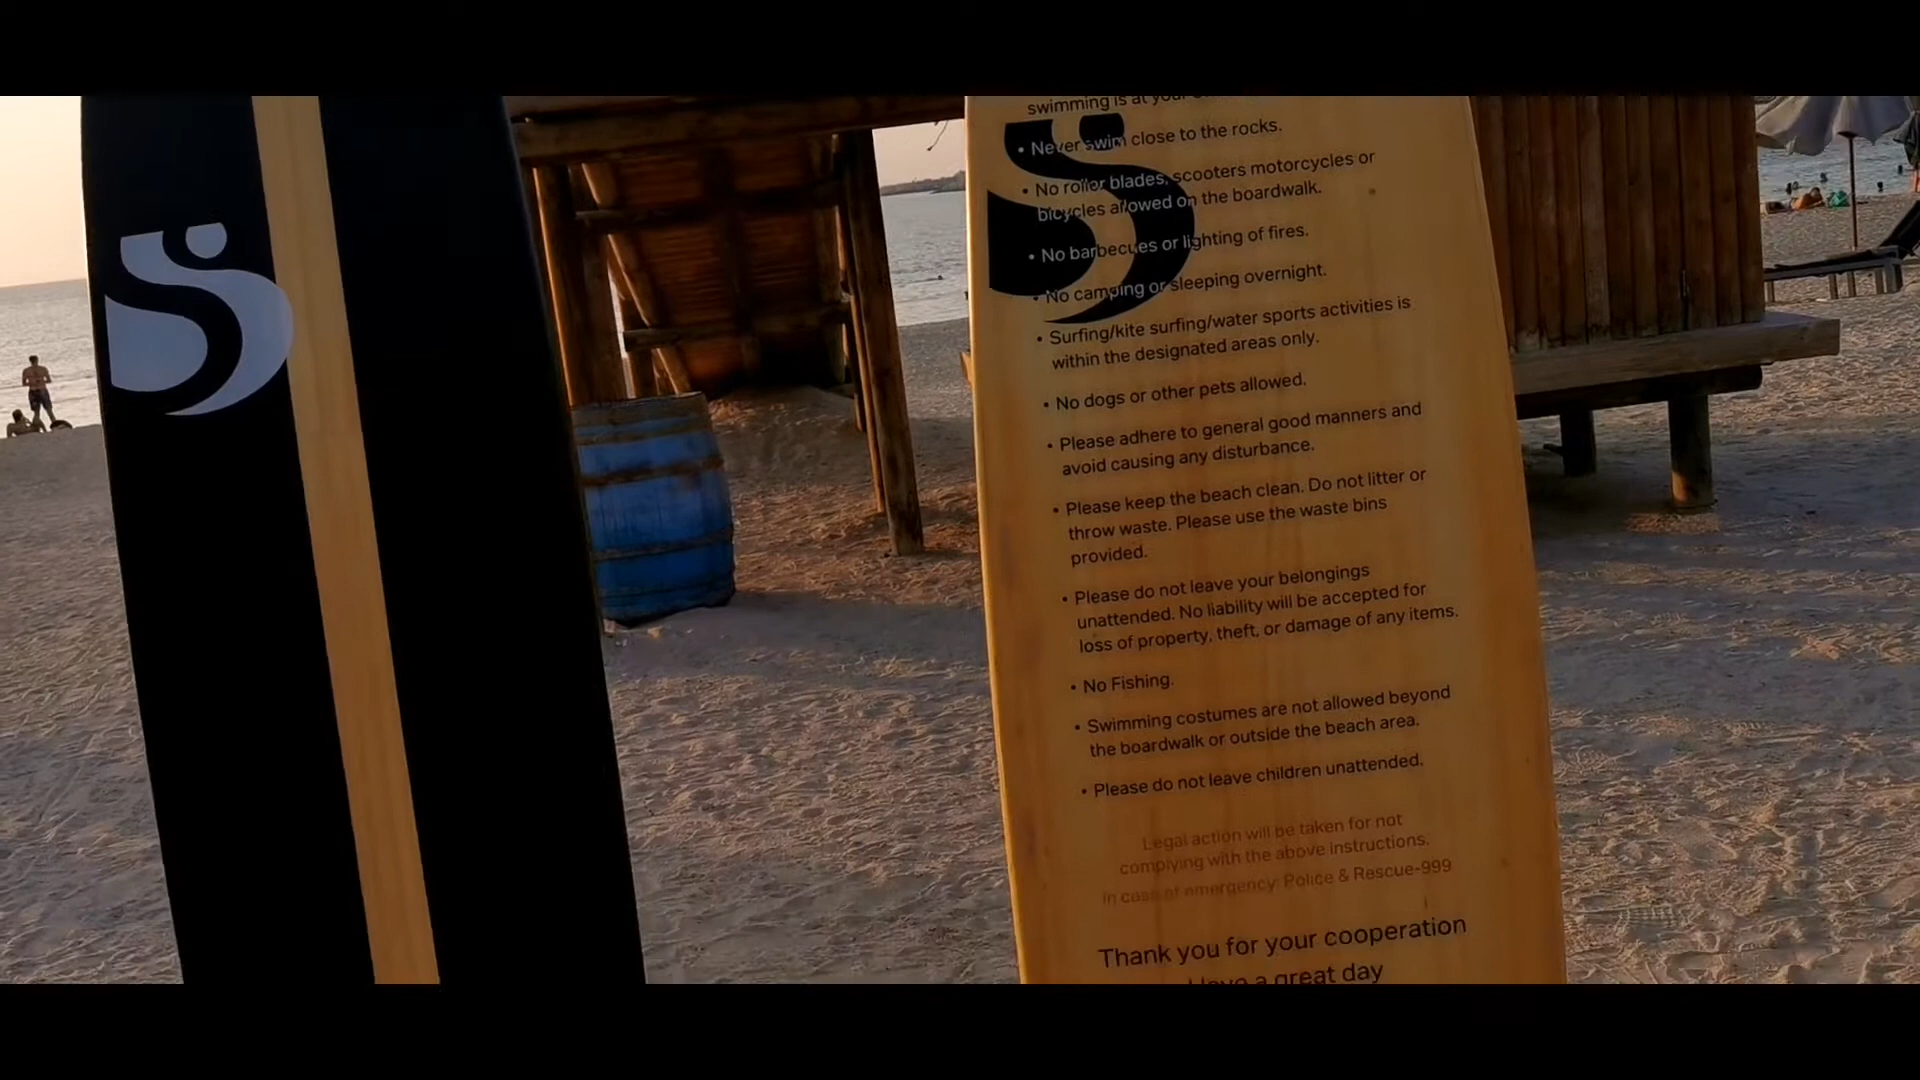 swimming is at your
• Never swim close to the rocks.
• No roller blades, scooters motorcycles or
bicycles allowed on the boardwalk.
• No barbecues or lighting of fires.
• No camping or sleeping overnight.
• Surfing/kite surfing/water sports activities is
within the designated areas only.
• No dogs or other pets allowed.
• Please adhere to general good manners and
avoid causing any disturbance.
• Please keep the beach clean. Do not litter or
throw waste. Please use the waste bins
provided.
• Please do not leave your belongings
unattended. No liability will be accepted for
loss of property, theft, or damage of any items.
• No Fishing.
• Swimming costumes are not allowed beyond
the boardwalk or outside the beach area.
• Please do not leave children unattended.
Legal action will be taken for not
complying with the above instructions.
In case of emergency: Police & Rescue-999
Thank you for your cooperation
Have a great day